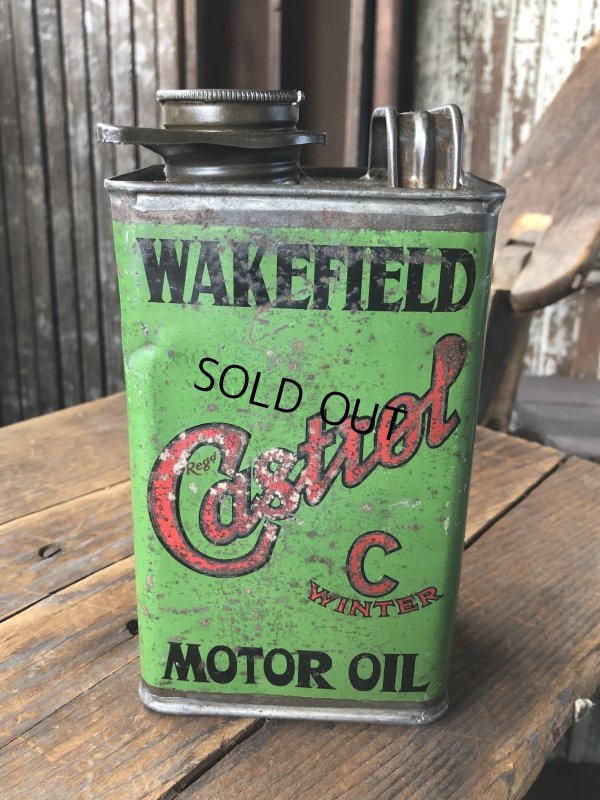 WAKEFIELD
SOLD OUT
Regd
Castrol
C
WINTER
MOTOR OIL